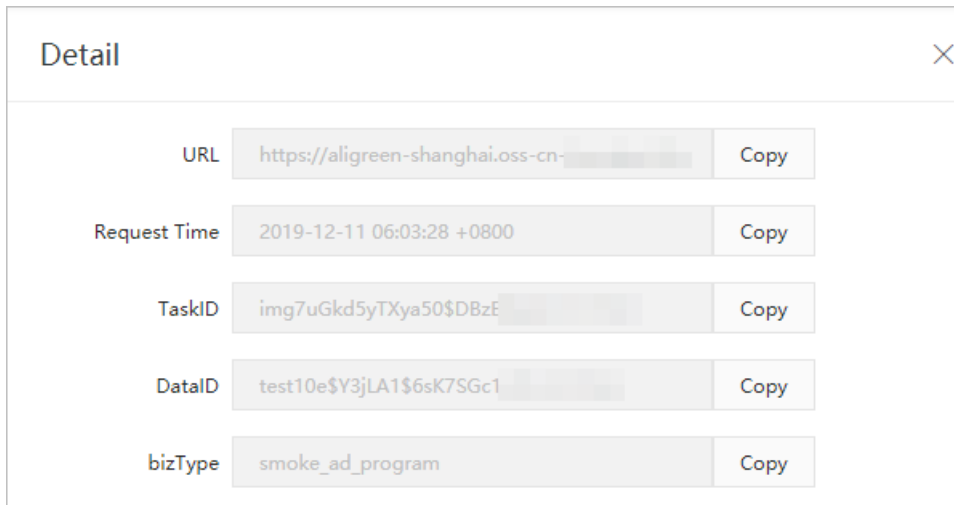 Detail
URL https://aligreen-shanghai.oss-cn- Copy
Request Time 2019-12-11 06:03:28 +0800 Copy
TaskID img7uGkd5yTXya50$DBzE Copy
DataID test10e$Y3jLA1$6sK7SGc1 Copy
bizType smoke_ad_program Copy